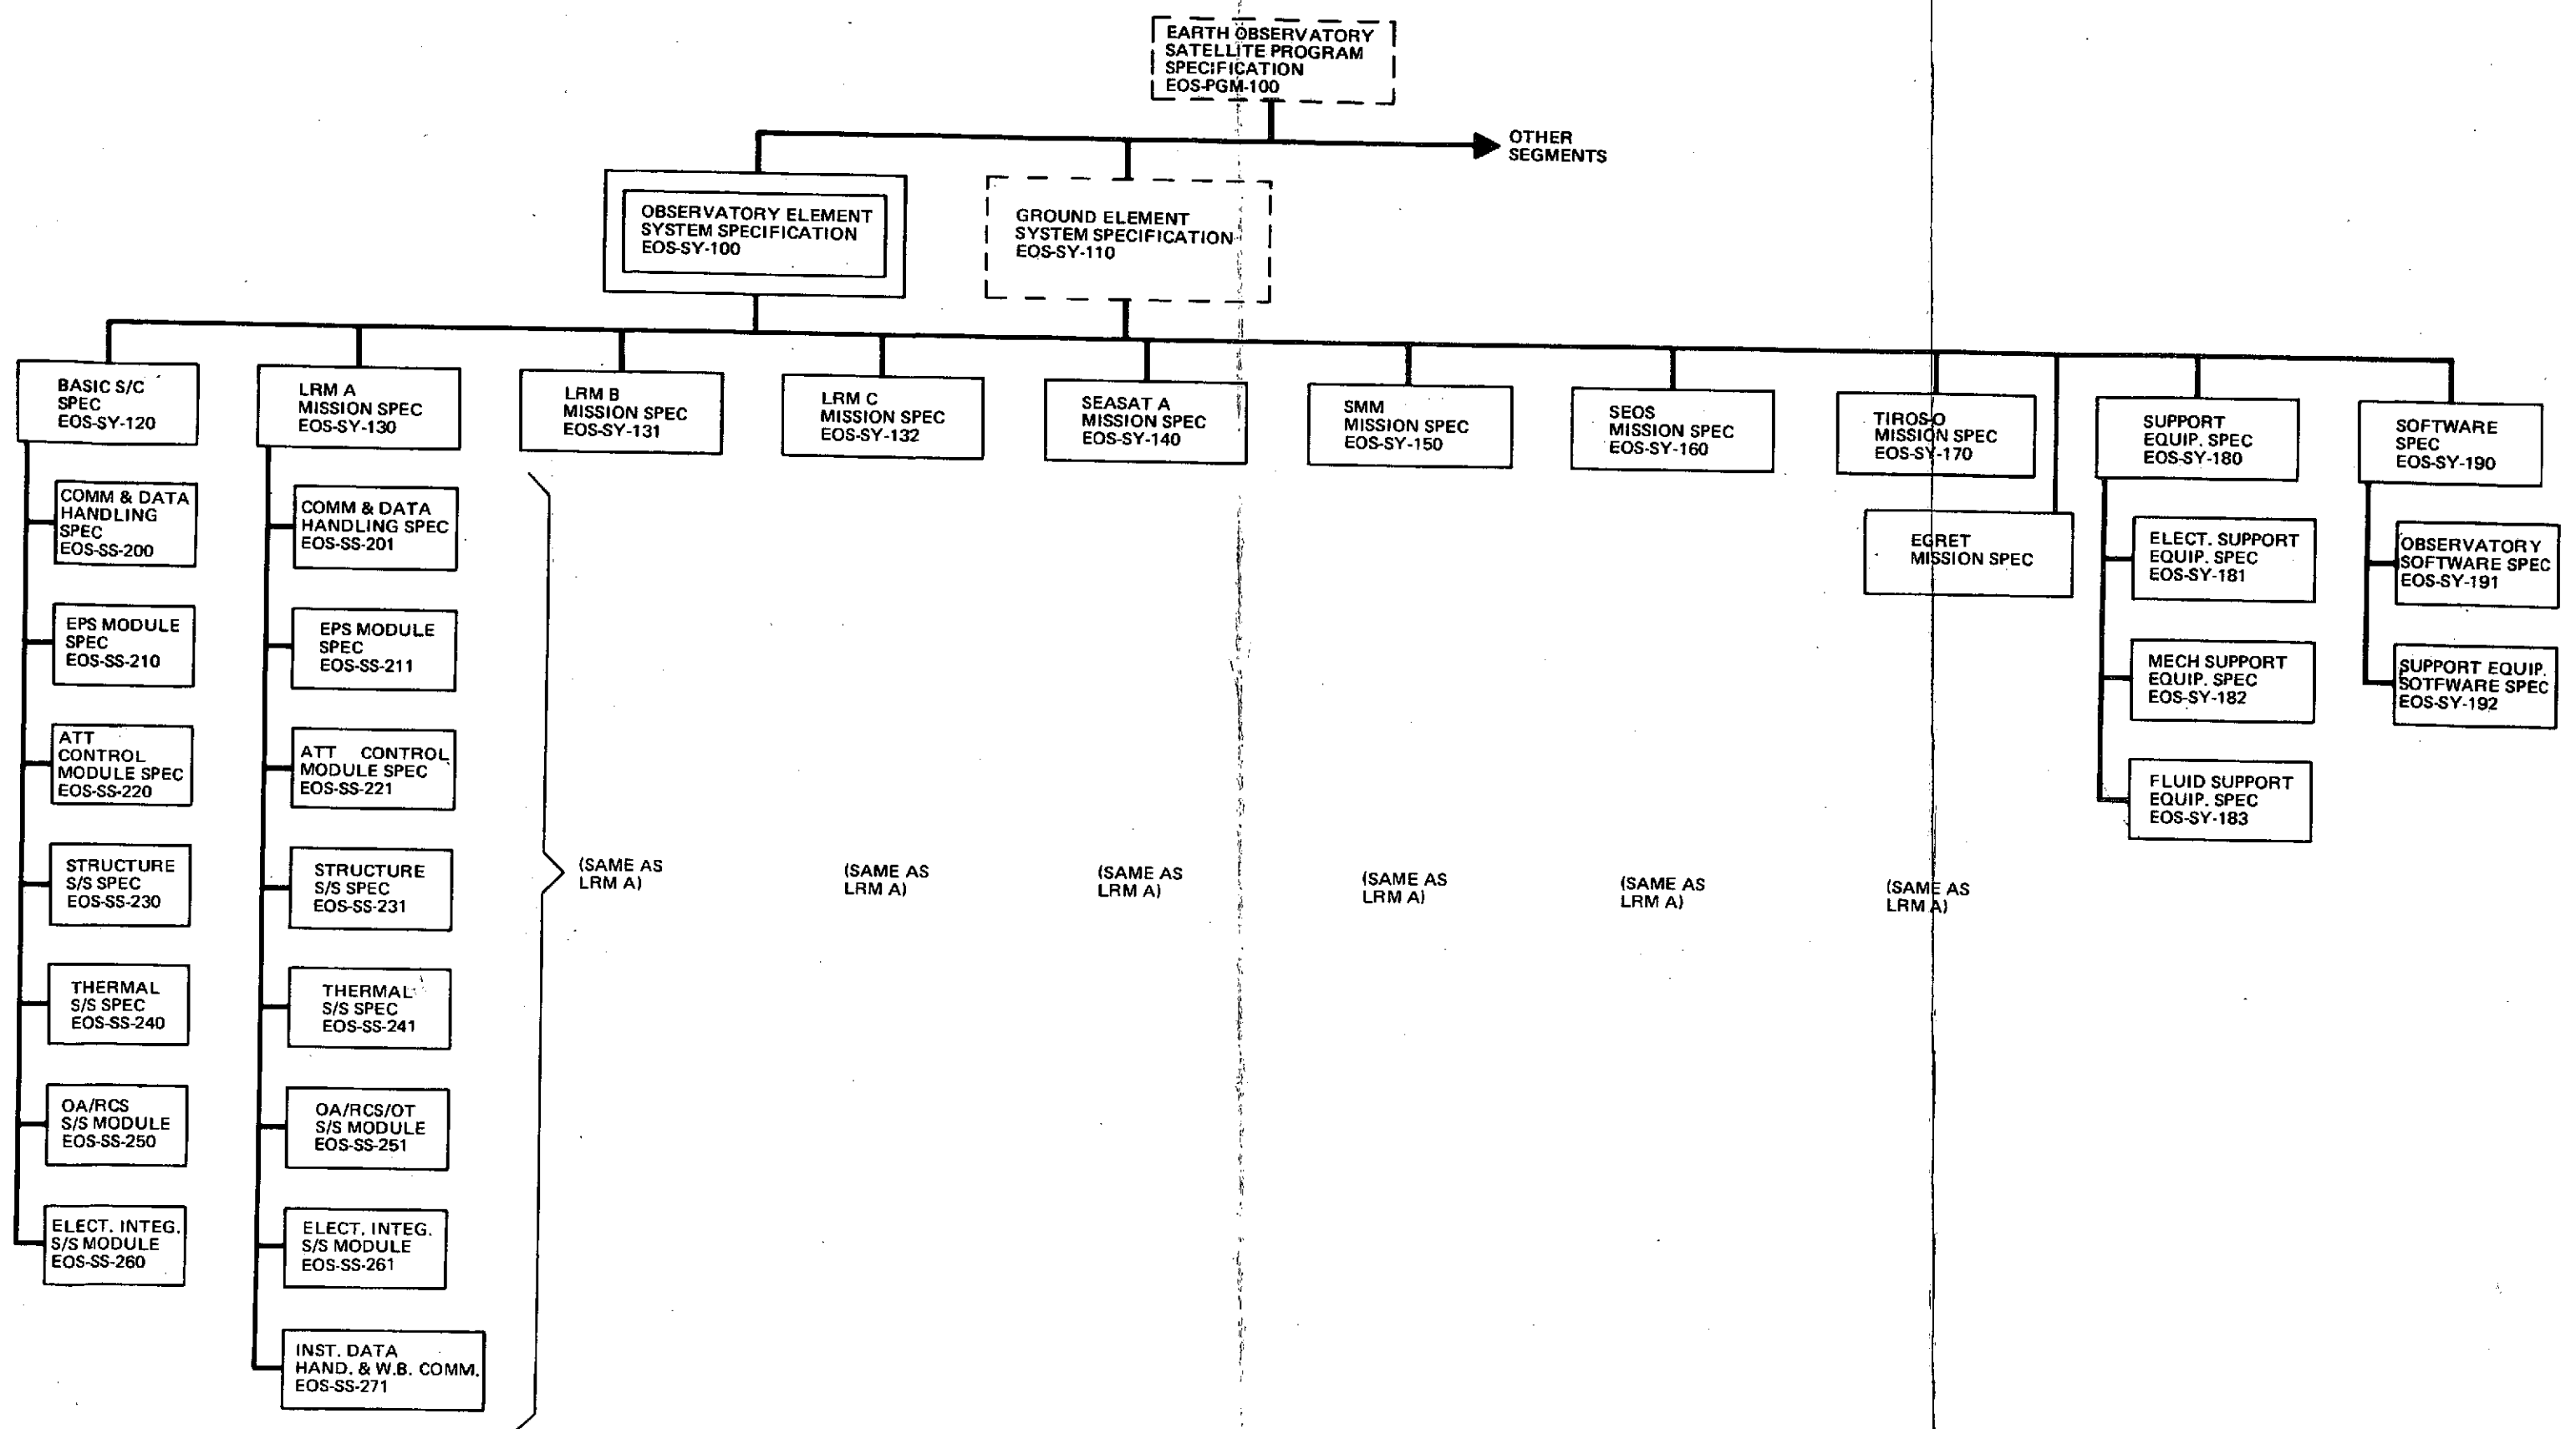 EARTH OBSERVATORY
SATELLITE PROGRAM
SPECIFICATION
EOS-PGM-100
OTHER
SEGMENTS
OBSERVATORY ELEMENT
SYSTEM SPECIFICATION
EOS-SY-100
GROUND ELEMENT
SYSTEM SPECIFICATION
EOS-SY-110
BASIC S/C
SPEC
EOS-SY-120
LRM A
MISSION SPEC
EOS-SY-130
LRM B
MISSION SPEC
EOS-SY-131
LRM C
MISSION SPEC
EOS-SY-132
SEASAT A
MISSION SPEC
EOS-SY-140
SMM
MISSION SPEC
EOS-SY-150
SEOS
MISSION SPEC
EOS-SY-160
TIROS-O
MISSION SPEC
EOS-SY-170
SUPPORT
EQUIP. SPEC
EOS-SY-180
SOFTWARE
SPEC
EOS-SY-190
EGRET
MISSION SPEC
COMM & DATA
HANDLING
SPEC
EOS-SS-200
EPS MODULE
SPEC
EOS-SS-210
ATT
CONTROL
MODULE SPEC
EOS-SS-220
STRUCTURE
S/S SPEC
EOS-SS-230
THERMAL
S/S SPEC
EOS-SS-240
OA/RCS
S/S MODULE
EOS-SS-250
ELECT. INTEG.
S/S MODULE
EOS-SS-260
COMM & DATA
HANDLING SPEC
EOS-SS-201
EPS MODULE
SPEC
EOS-SS-211
ATT CONTROL
MODULE SPEC
EOS-SS-221
STRUCTURE
S/S SPEC
EOS-SS-231
THERMAL
S/S SPEC
EOS-SS-241
OA/RCS/OT
S/S MODULE
EOS-SS-251
ELECT. INTEG.
S/S MODULE
EOS-SS-261
INST. DATA
HAND. & W.B. COMM.
EOS-SS-271
(SAME AS
LRM A)
(SAME AS
LRM A)
(SAME AS
LRM A)
(SAME AS
LRM A)
(SAME AS
LRM A)
(SAME AS
LRM A)
ELECT. SUPPORT
EQUIP. SPEC
EOS-SY-181
MECH SUPPORT
EQUIP. SPEC
EOS-SY-182
FLUID SUPPORT
EQUIP. SPEC
EOS-SY-183
OBSERVATORY
SOFTWARE SPEC
EOS-SY-191
SUPPORT EQUIP.
SOTFWARE SPEC
EOS-SY-192